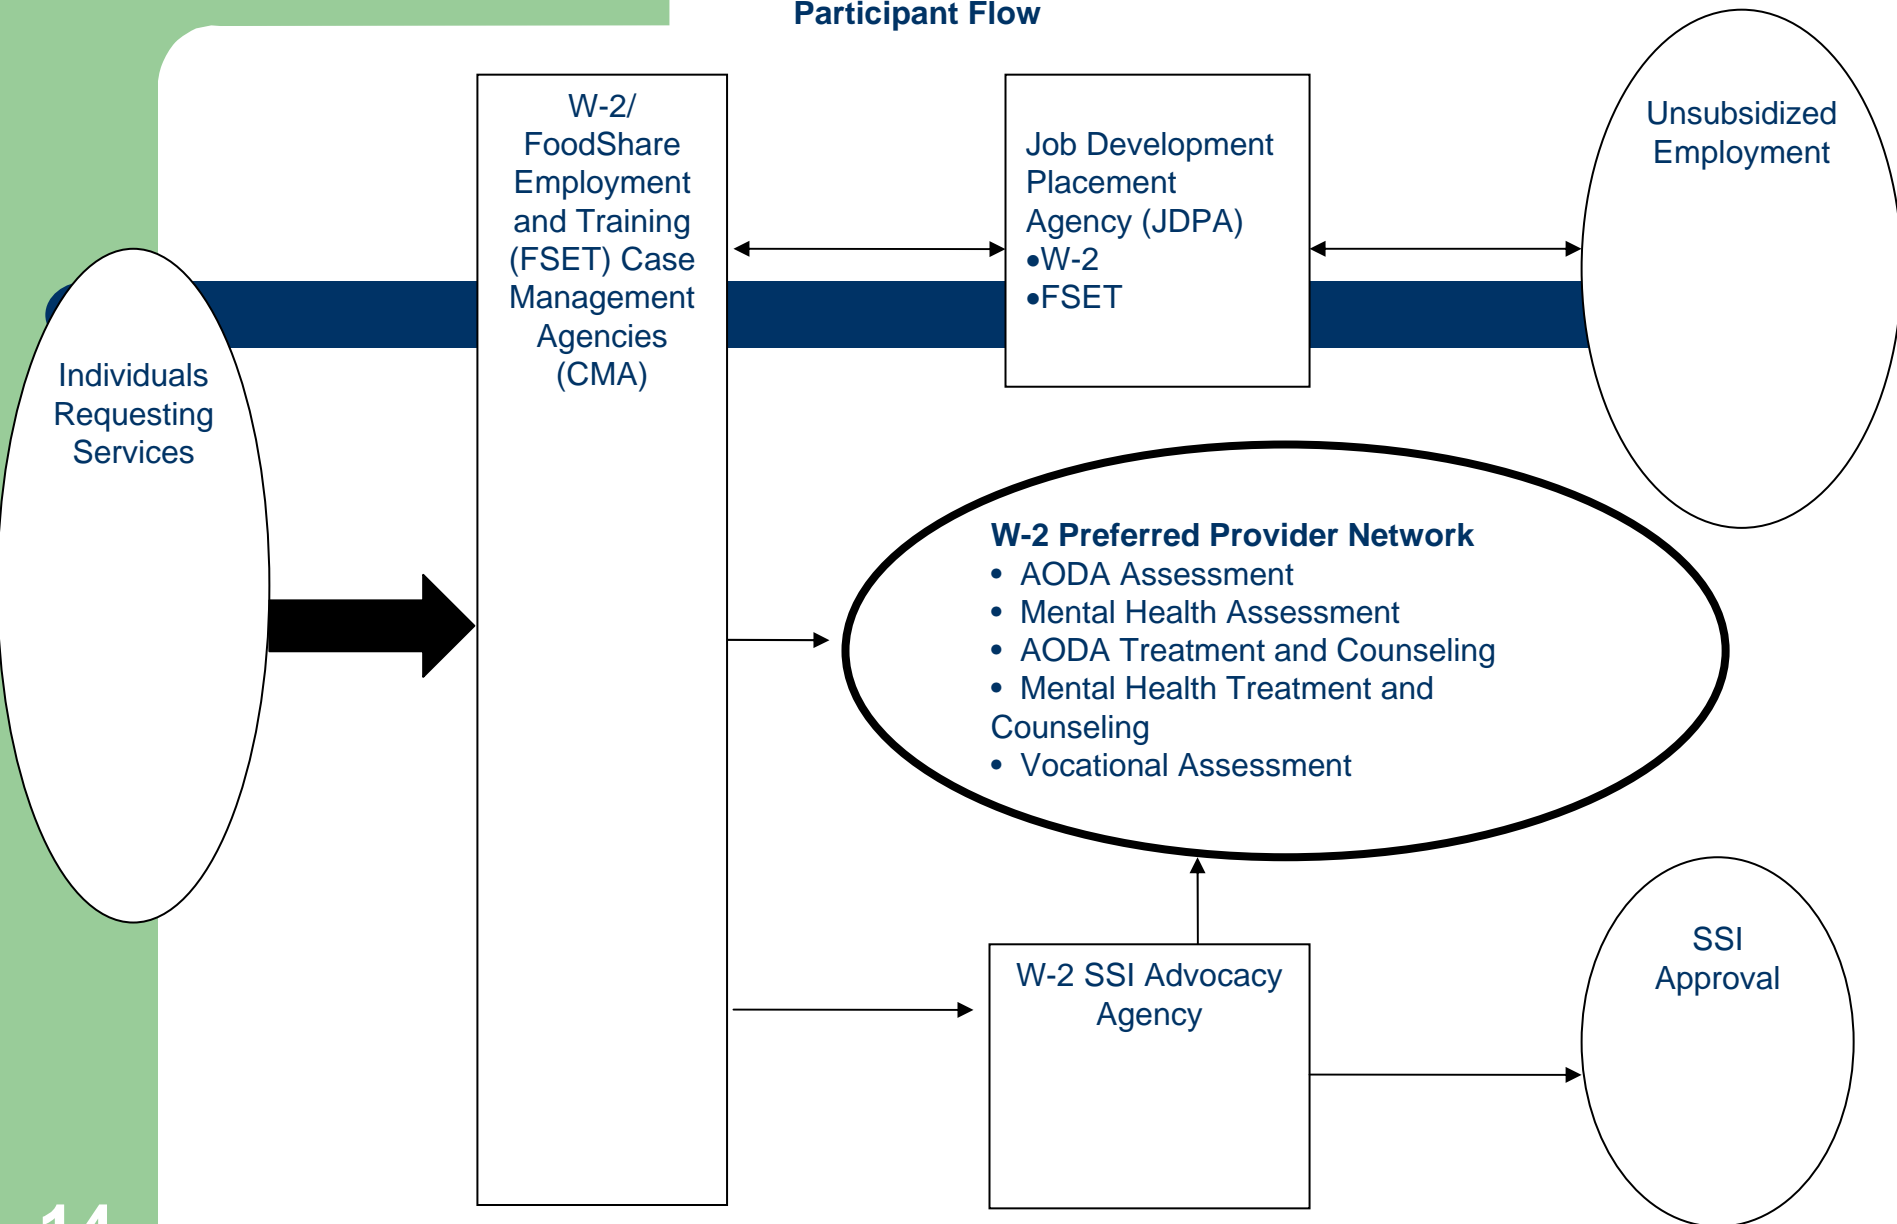 Participant Flow
W-2/
FoodShare
Employment
and Training
(FSET) Case
Management
Agencies
(CMA)
Job Development
Placement
Agency (JDPA)
•W-2
•FSET
Unsubsidized
Employment
Individuals
Requesting
Services
W-2 Preferred Provider Network
• AODA Assessment
• Mental Health Assessment
• AODA Treatment and Counseling
• Mental Health Treatment and
Counseling
• Vocational Assessment
W-2 SSI Advocacy
Agency
SSI
Approval
14